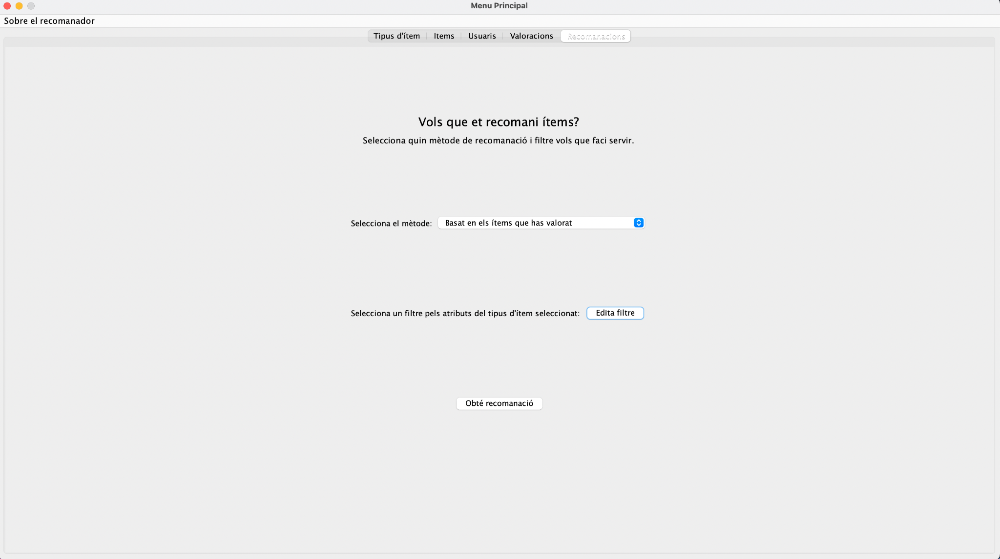 Menu Principal
Sobre el recomanador
Tipus d'ítem Items Usuaris Valoracions Recomanacions
Vols que et recomani ítems?
Selecciona quin mètode de recomanació i filtre vols que faci servir.
Selecciona el mètode: Basat en els ítems que has valorat
Selecciona un filtre pels atributs del tipus d'ítem seleccionat: Edita filtre
Obté recomanació